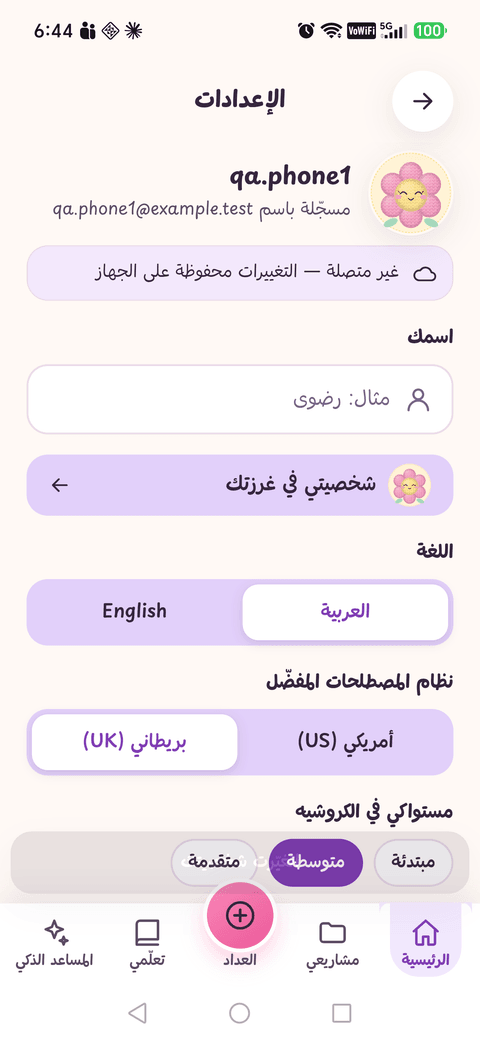 6:44
VoWiFi 5G 100
الإعدادات
qa.phone1
مسجّلة باسم qa.phone1@example.test
غير متصلة — التغييرات محفوظة على الجهاز
اسمك
مثال: رضوى
شخصيتي في غرزتك
اللغة
العربية English
نظام المصطلحات المفضّل
أمريكي (US) بريطاني (UK)
مستواكي في الكروشيه
مبتدئة متوسطة متقدمة
الرئيسية مشاريعي العداد تعلّمي المساعد الذكي